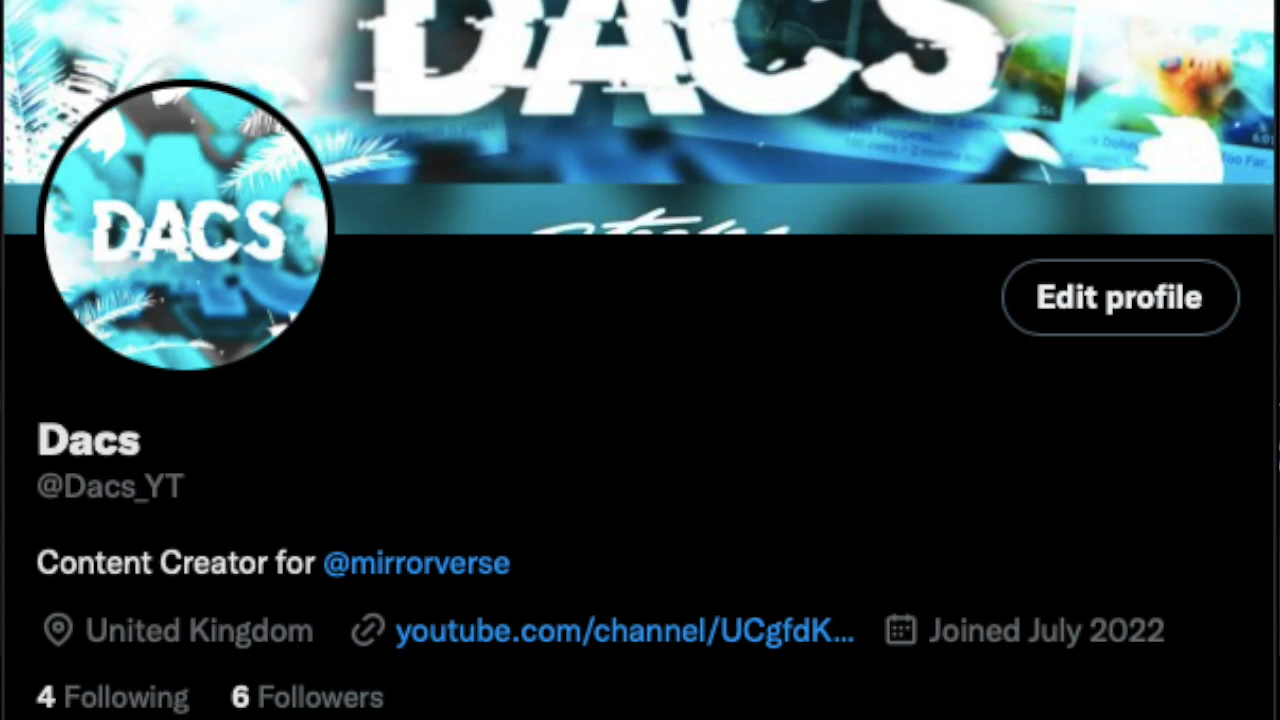 DACS
DACS
Edit profile
Dacs
@Dacs_YT
Content Creator for @mirrorverse
United Kingdom youtube.com/channel/UCgfdK... Joined July 2022
4 Following 6 Followers